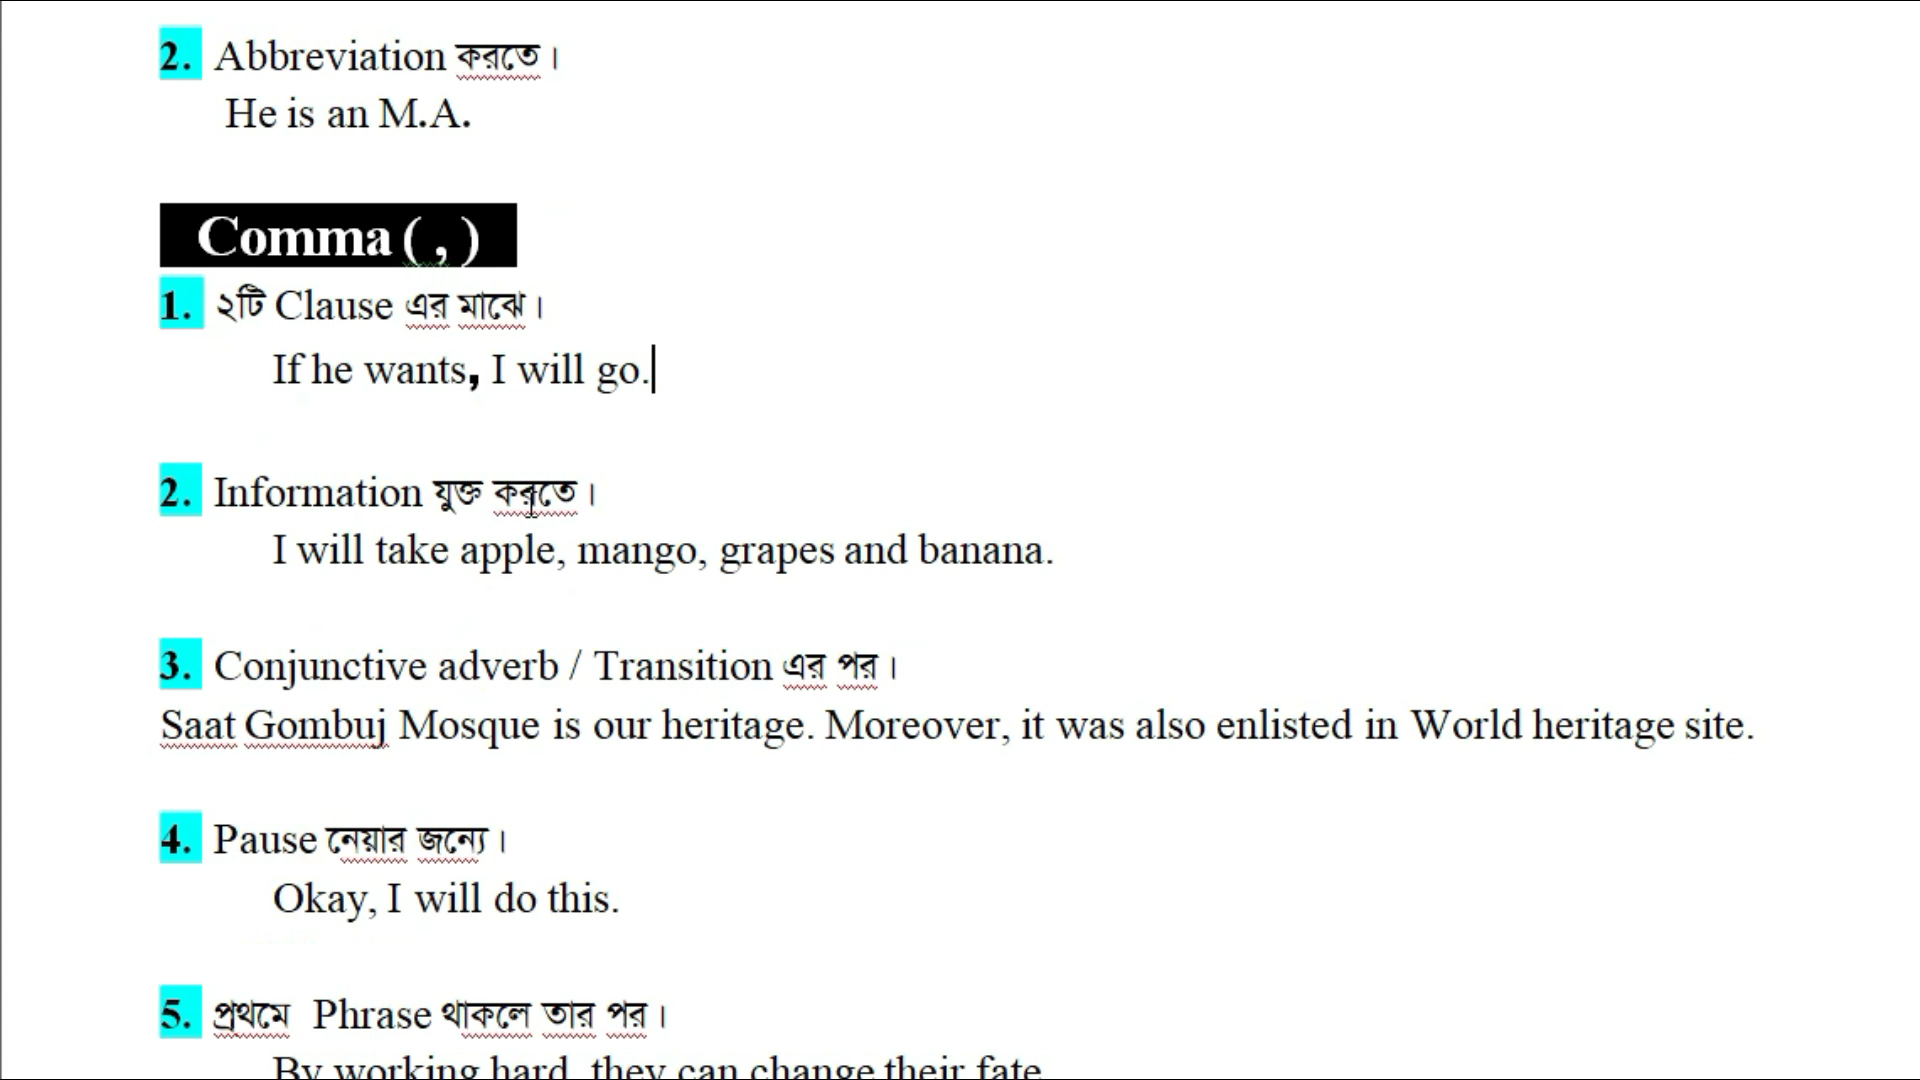 2. Abbreviation করতে।
He is an M.A.
Comma ( , )
1. ২টি Clause এর মাঝে।
If he wants, I will go.
2. Information যুক্ত করতে।
I will take apple, mango, grapes and banana.
3. Conjunctive adverb / Transition এর পর।
Saat Gombuj Mosque is our heritage. Moreover, it was also enlisted in World heritage site.
4. Pause নেয়ার জন্যে।
Okay, I will do this.
5. প্রথমে Phrase থাকলে তার পর।
By working hard, they can change their fate